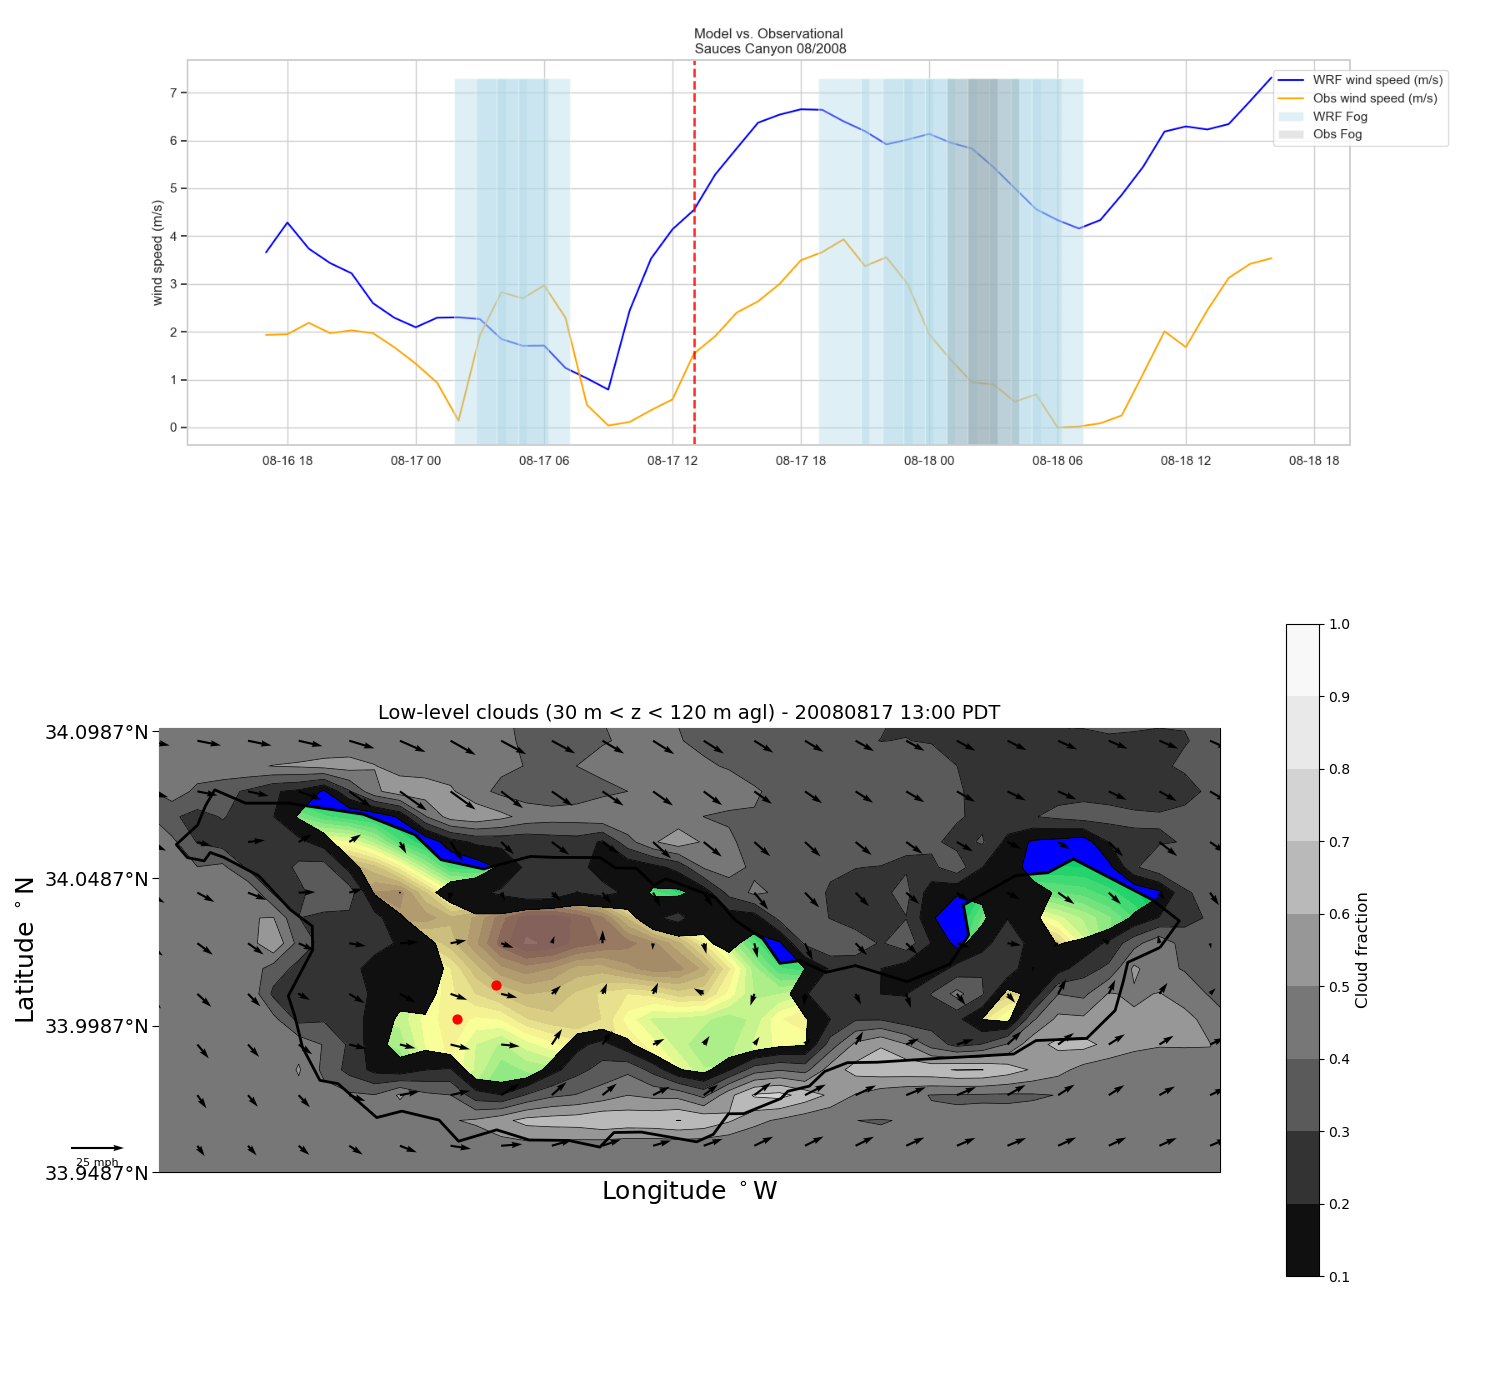 Model vs. Observational
Sauces Canyon 08/2008
WRF wind speed (m/s)
Obs wind speed (m/s)
WRF Fog
Obs Fog
wind speed (m/s)
7
6
5
4
3
2
1
0
08-16 18
08-17 00
08-17 06
08-17 12
08-17 18
08-18 00
08-18 06
08-18 12
08-18 18
Low-level clouds (30 m < z < 120 m agl) - 20080817 13:00 PDT
34.0987°N
34.0487°N
33.9987°N
33.9487°N
Latitude °N
25 mph
Longitude °W
1.0
0.9
0.8
0.7
0.6
0.5
0.4
0.3
0.2
0.1
Cloud fraction